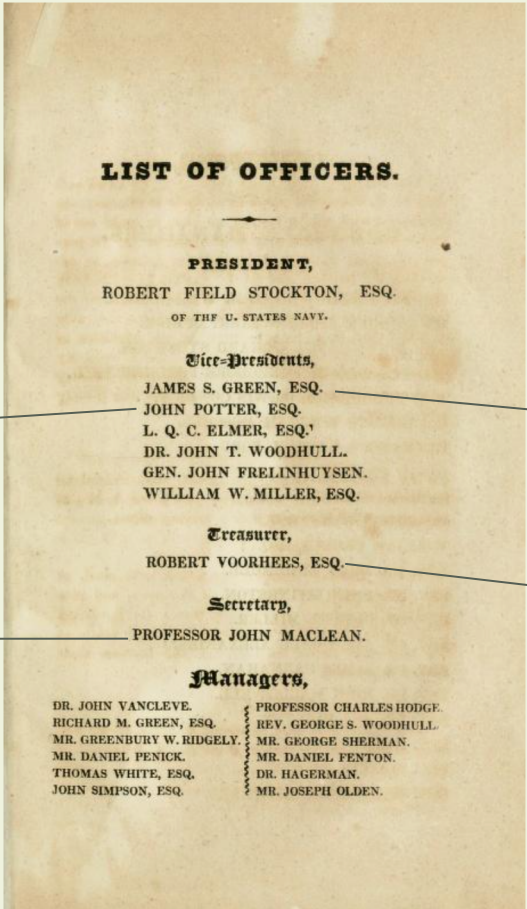 LIST OF OFFICERS.
PRESIDENT,
ROBERT FIELD STOCKTON, ESQ.
OF THF U. STATES NAVY.
Vice-Presidents,
JAMES S. GREEN, ESQ.
JOHN POTTER, ESQ.
L. Q. C. ELMER, ESQ.'
DR. JOHN T. WOODHULL.
GEN. JOHN FRELINHUYSEN.
WILLIAM W. MILLER, ESQ.
Treasurer,
ROBERT VOORHEES, ESQ.
Secretary,
PROFESSOR JOHN MACLEAN.
Managers,
DR. JOHN VANCLEVE.
RICHARD M. GREEN, ESQ.
MR. GREENBURY W. RIDGELY.
MR. DANIEL PENICK.
THOMAS WHITE, ESQ.
JOHN SIMPSON, ESQ.
PROFESSOR CHARLES HODGE.
REV. GEORGE S. WOODHULL.
MR. GEORGE SHERMAN.
MR. DANIEL FENTON.
DR. HAGERMAN.
MR. JOSEPH OLDEN.